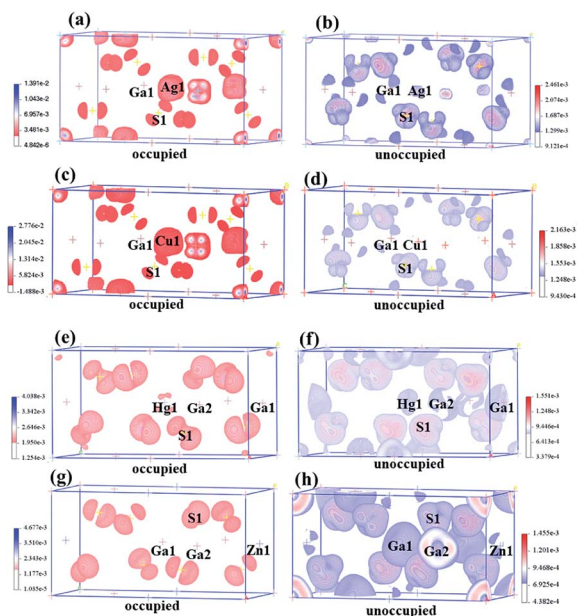 (a)
(b)
1.391e-2
1.043e-2
6.957e-3
3.481e-3
4.842e-6
Ga1
Ag1
S1
occupied
Ga1
Ag1
S1
unoccupied
2.461e-3
2.074e-3
1.687e-3
1.299e-3
9.121e-4
(c)
(d)
2.776e-2
2.045e-2
1.314e-2
5.824e-3
-1.488e-3
Ga1
Cu1
S1
occupied
Ga1
Cu1
S1
unoccupied
2.163e-3
1.858e-3
1.553e-3
1.248e-3
9.430e-4
(e)
(f)
4.038e-3
3.342e-3
2.646e-3
1.950e-3
1.254e-3
Hg1
Ga2
Ga1
S1
occupied
Hg1
Ga2
Ga1
S1
unoccupied
1.551e-3
1.248e-3
9.446e-4
6.413e-4
3.379e-4
(g)
(h)
4.677e-3
3.510e-3
2.343e-3
1.177e-3
1.005e-5
S1
Ga1
Ga2
Zn1
occupied
S1
Ga1
Ga2
Zn1
unoccupied
1.455e-3
1.201e-3
9.468e-4
6.925e-4
4.382e-4